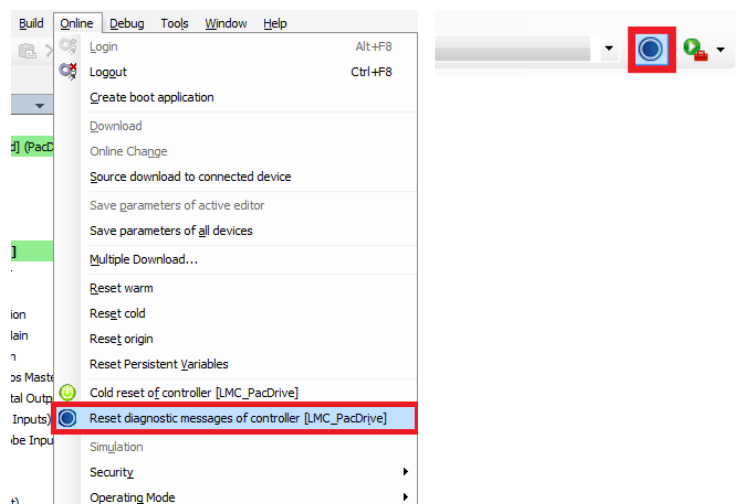 Build Online Debug Tools Window Help
Login Alt+F8
Logout Ctrl+F8
Create boot application
Download
d] (PacD
Online Change
Source download to connected device
Save parameters of active editor
Save parameters of all devices
]
Multiple Download...
Reset warm
ion
Reset cold
lain
Reset origin
n
Reset Persistent Variables
os Maste
Cold reset of controller [LMC_PacDrive]
tal Outp
Inputs)
Reset diagnostic messages of controller [LMC_PacDrive]
be Inpu
Simulation
Security
Operating Mode
t)